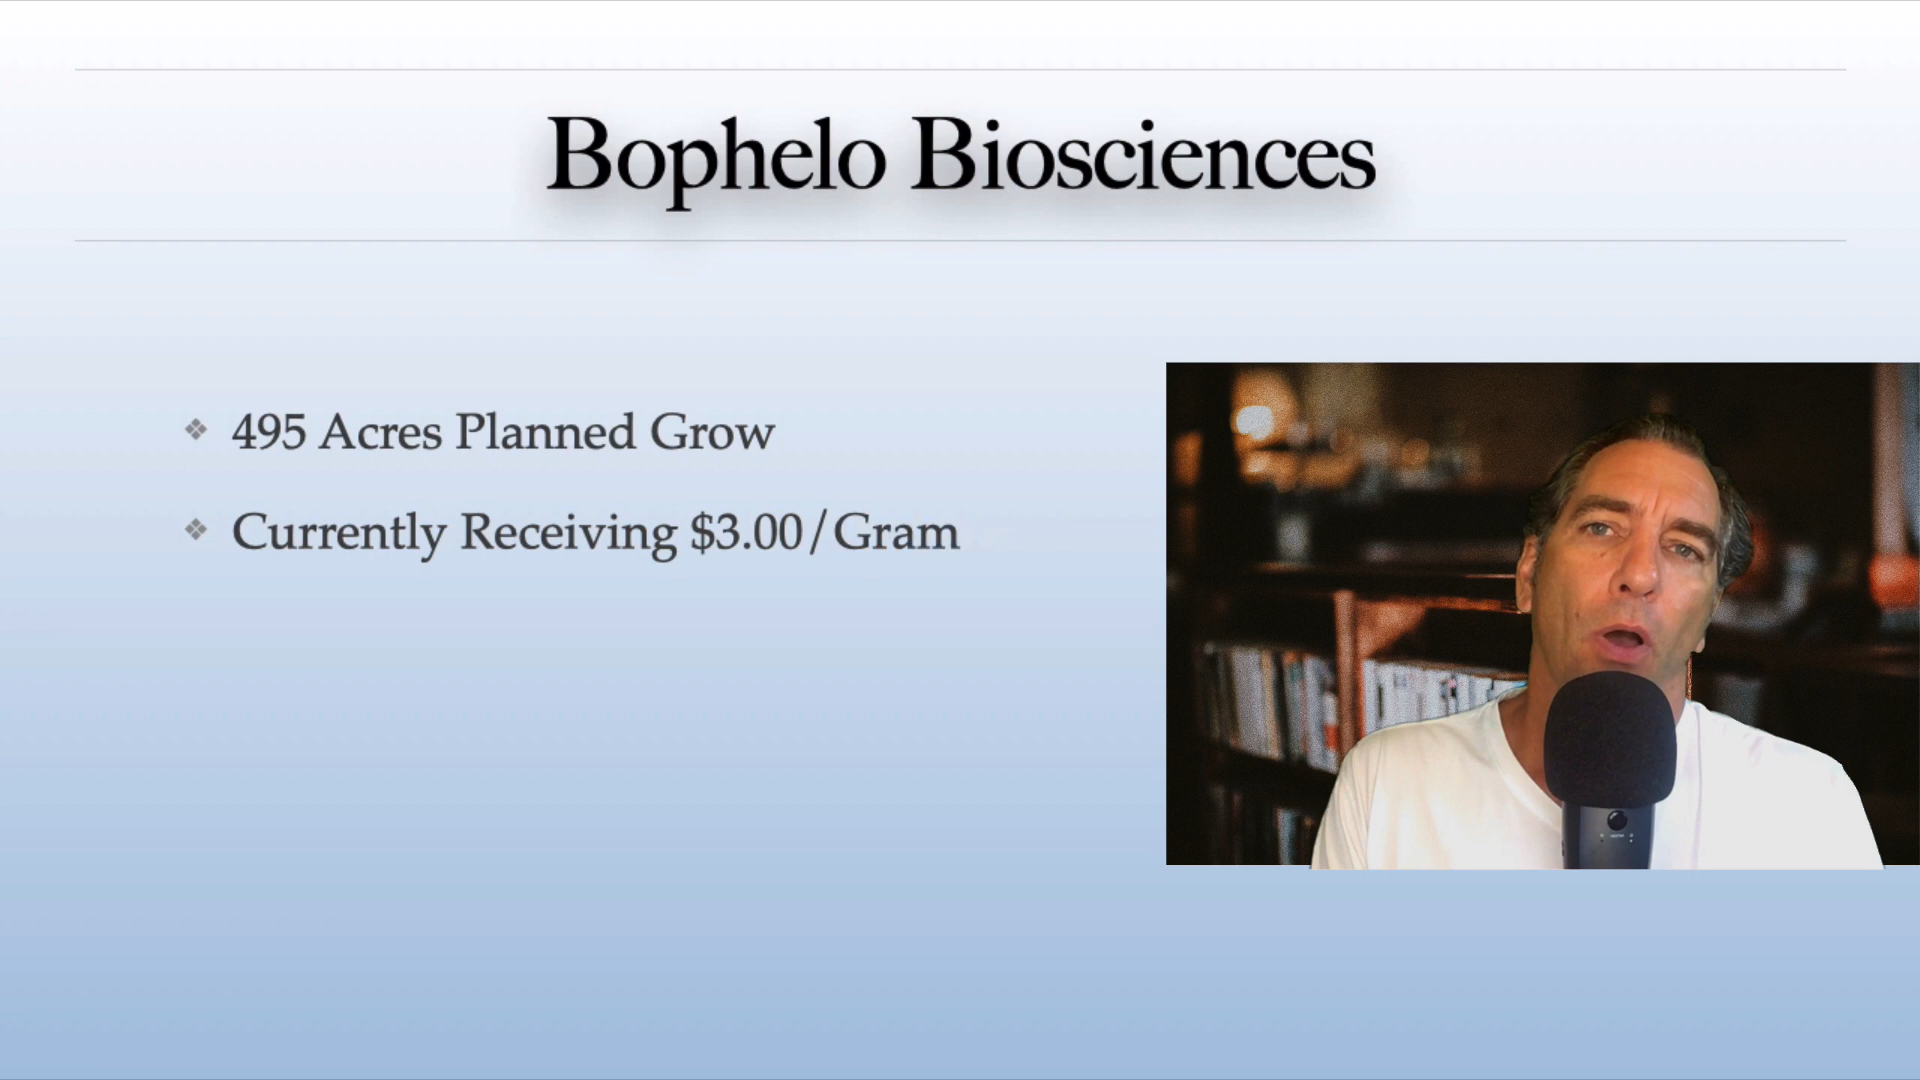 Bophelo Biosciences
495 Acres Planned Grow
Currently Receiving $3.00/Gram